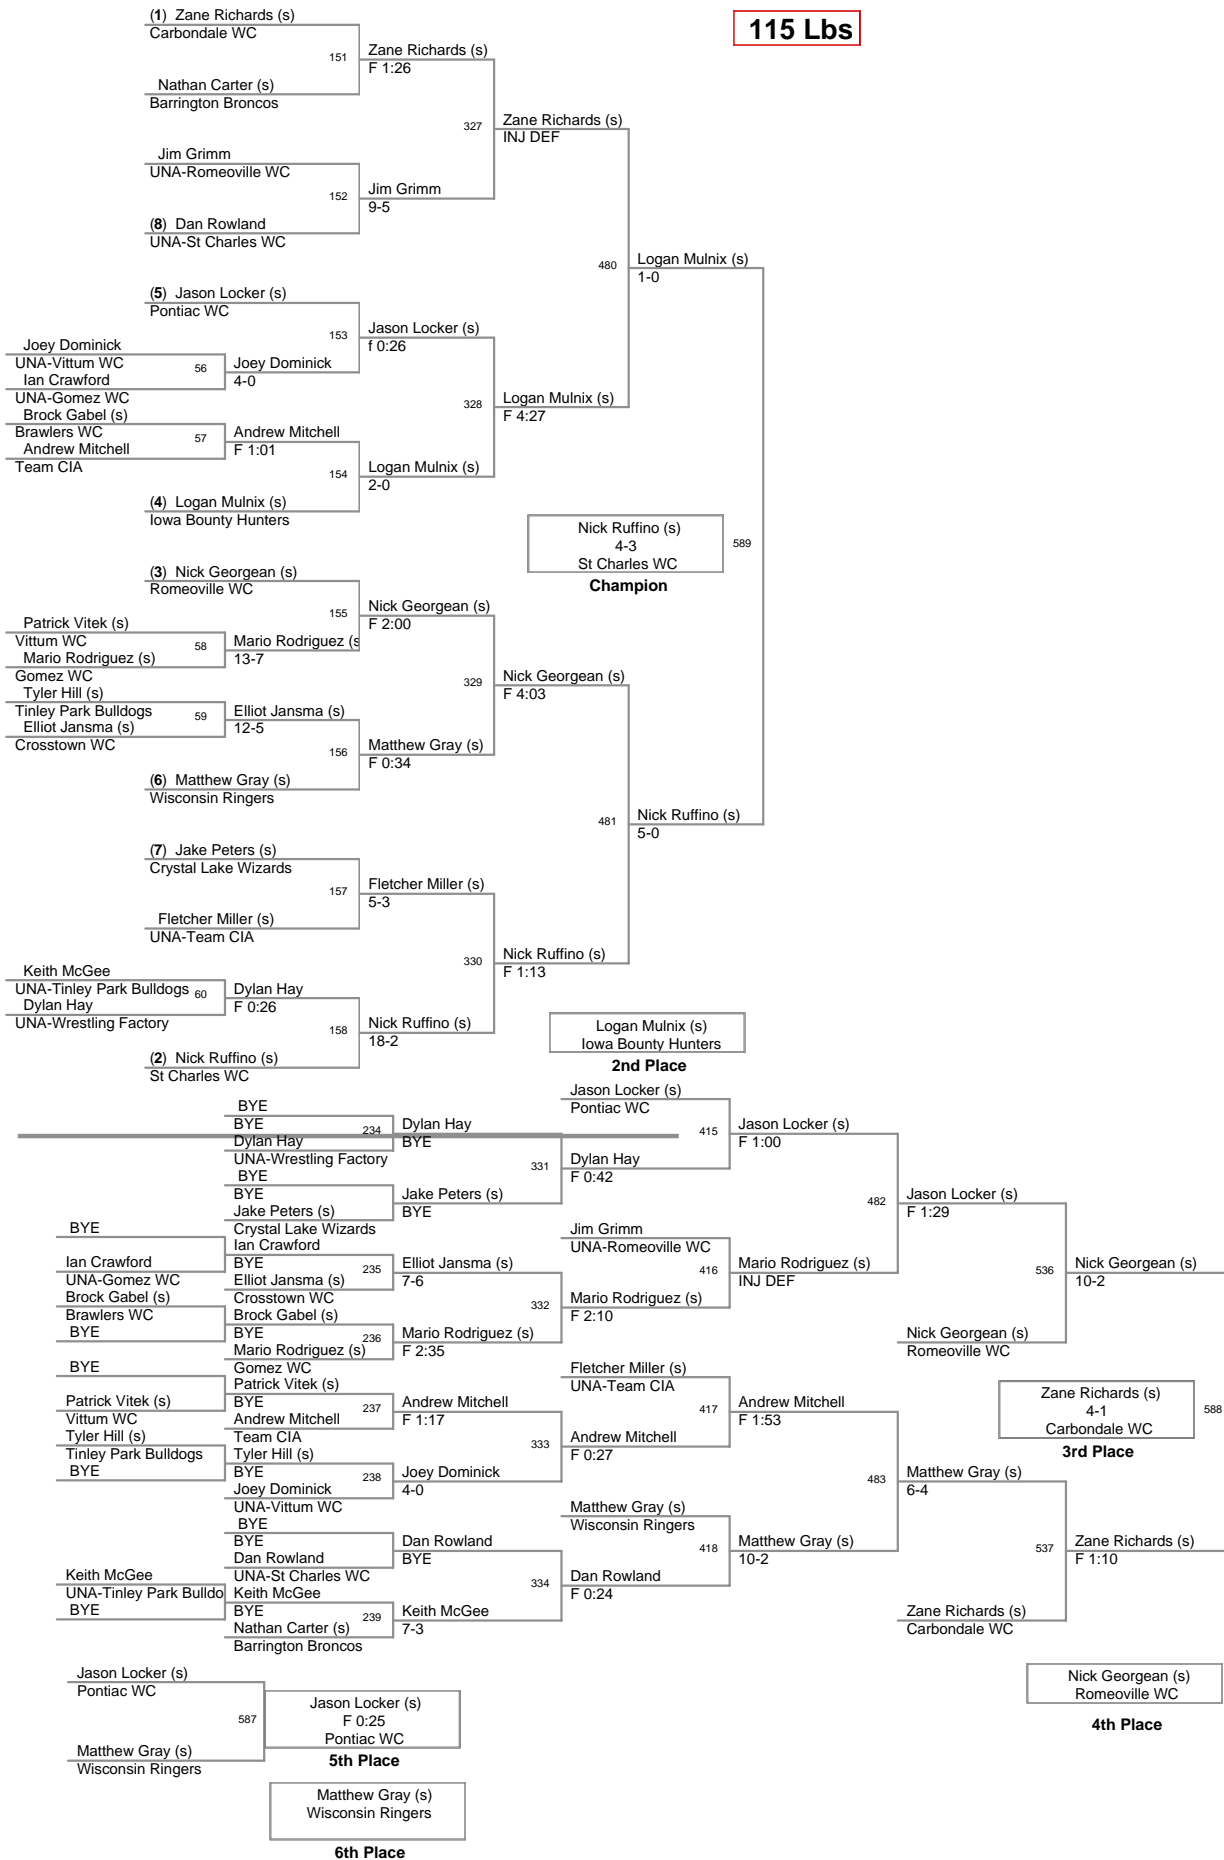 115 Lbs
(1) Zane Richards (s)
Carbondale WC
151
Zane Richards (s)
F 1:26
Nathan Carter (s)
Barrington Broncos
327
Zane Richards (s)
INJ DEF
Jim Grimm
UNA-Romeoville WC
152
Jim Grimm
9-5
(8) Dan Rowland
UNA-St Charles WC
480
Logan Mulnix (s)
1-0
(5) Jason Locker (s)
Pontiac WC
153
Jason Locker (s)
f 0:26
Joey Dominick
UNA-Vittum WC
56
Joey Dominick
4-0
Ian Crawford
UNA-Gomez WC
328
Logan Mulnix (s)
F 4:27
Brock Gabel (s)
Brawlers WC
57
Andrew Mitchell
F 1:01
Andrew Mitchell
Team CIA
154
Logan Mulnix (s)
2-0
(4) Logan Mulnix (s)
Iowa Bounty Hunters
Nick Ruffino (s)
4-3
St Charles WC
589
Champion
(3) Nick Georgean (s)
Romeoville WC
155
Nick Georgean (s)
F 2:00
Patrick Vitek (s)
Vittum WC
58
Mario Rodriguez (s
13-7
Mario Rodriguez (s)
Gomez WC
329
Nick Georgean (s)
F 4:03
Tyler Hill (s)
Tinley Park Bulldogs
59
Elliot Jansma (s)
12-5
Elliot Jansma (s)
Crosstown WC
156
Matthew Gray (s)
F 0:34
(6) Matthew Gray (s)
Wisconsin Ringers
481
Nick Ruffino (s)
5-0
(7) Jake Peters (s)
Crystal Lake Wizards
157
Fletcher Miller (s)
5-3
Fletcher Miller (s)
UNA-Team CIA
330
Nick Ruffino (s)
F 1:13
Keith McGee
UNA-Tinley Park Bulldogs
60
Dylan Hay
F 0:26
Dylan Hay
UNA-Wrestling Factory
158
Nick Ruffino (s)
18-2
(2) Nick Ruffino (s)
St Charles WC
Logan Mulnix (s)
Iowa Bounty Hunters
2nd Place
BYE
BYE
234
Dylan Hay
BYE
Dylan Hay
UNA-Wrestling Factory
331
Dylan Hay
F 0:42
BYE
BYE
Jake Peters (s)
BYE
Jake Peters (s)
Crystal Lake Wizards
Jason Locker (s)
Pontiac WC
415
Jason Locker (s)
F 1:00
482
Jason Locker (s)
F 1:29
BYE
Ian Crawford
UNA-Gomez WC
Ian Crawford
BYE
235
Elliot Jansma (s)
7-6
Elliot Jansma (s)
Crosstown WC
Jim Grimm
UNA-Romeoville WC
416
Mario Rodriguez (s)
INJ DEF
332
Mario Rodriguez (s)
F 2:10
Brock Gabel (s)
Brawlers WC
BYE
Brock Gabel (s)
BYE
236
Mario Rodriguez (s)
F 2:35
Mario Rodriguez (s)
Gomez WC
536
Nick Georgean (s)
10-2
Nick Georgean (s)
Romeoville WC
BYE
Patrick Vitek (s)
Vittum WC
Patrick Vitek (s)
BYE
237
Andrew Mitchell
F 1:17
Andrew Mitchell
Team CIA
Fletcher Miller (s)
UNA-Team CIA
417
Andrew Mitchell
F 1:53
333
Andrew Mitchell
F 0:27
Tyler Hill (s)
Tinley Park Bulldogs
BYE
Tyler Hill (s)
BYE
238
Joey Dominick
4-0
Joey Dominick
UNA-Vittum WC
Zane Richards (s)
4-1
Carbondale WC
588
3rd Place
483
Matthew Gray (s)
6-4
Matthew Gray (s)
Wisconsin Ringers
418
Matthew Gray (s)
10-2
BYE
BYE
Dan Rowland
BYE
Dan Rowland
UNA-St Charles WC
334
Dan Rowland
F 0:24
Keith McGee
UNA-Tinley Park Bulldo
BYE
Keith McGee
BYE
239
Keith McGee
7-3
Nathan Carter (s)
Barrington Broncos
537
Zane Richards (s)
F 1:10
Zane Richards (s)
Carbondale WC
Jason Locker (s)
Pontiac WC
587
Jason Locker (s)
F 0:25
Pontiac WC
5th Place
Matthew Gray (s)
Wisconsin Ringers
Nick Georgean (s)
Romeoville WC
4th Place
Matthew Gray (s)
Wisconsin Ringers
6th Place